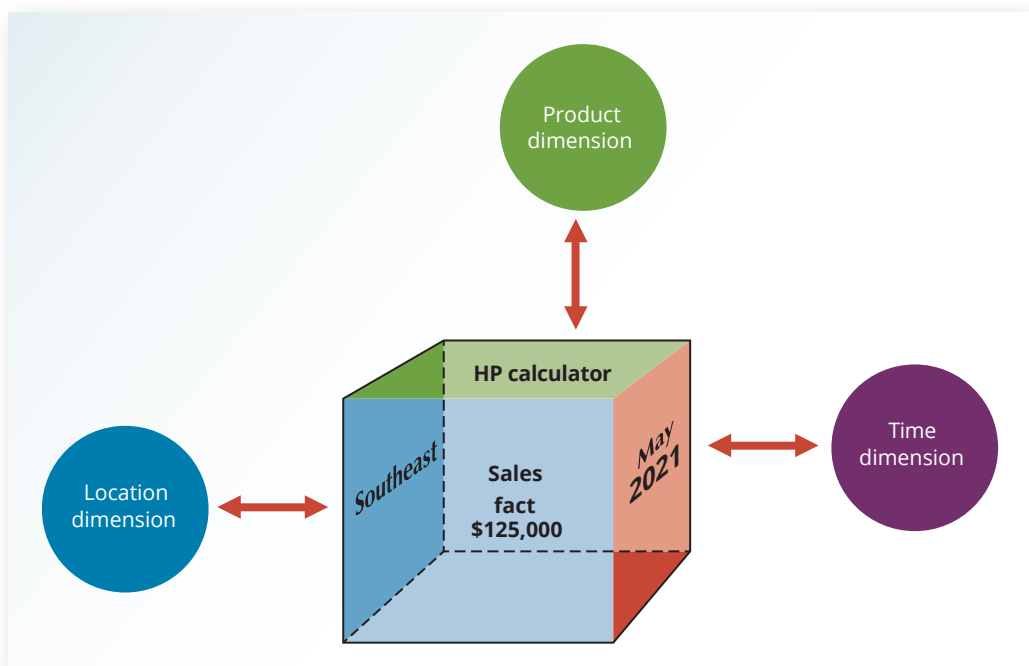 Product
dimension
HP calculator
Southeast
May
2021
Sales
fact
$125,000
Location
dimension
Time
dimension